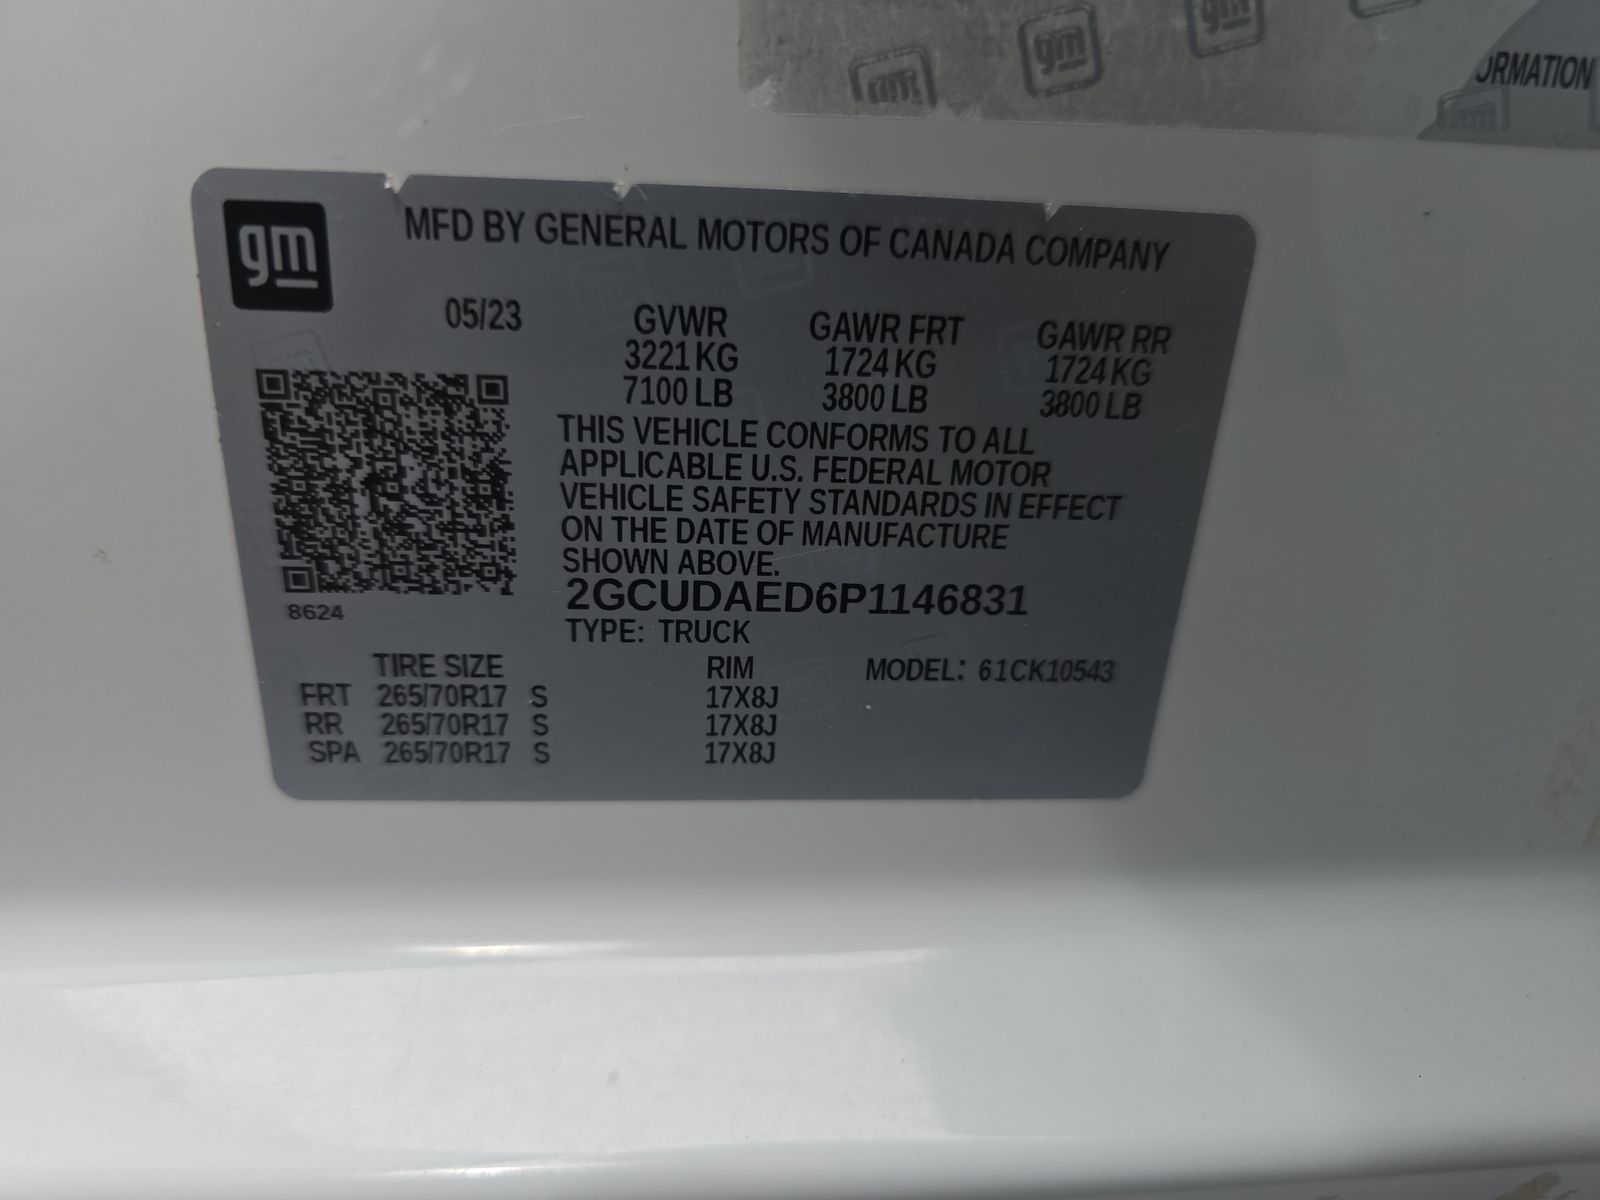 gm
gm
ORMATION
gm
MFD BY GENERAL MOTORS OF CANADA COMPANY
05/23 GVWR GAWR FRT GAWR RR
3221 KG 1724 KG 1724 KG
7100 LB 3800 LB 3800 LB
THIS VEHICLE CONFORMS TO ALL
APPLICABLE U.S. FEDERAL MOTOR
VEHICLE SAFETY STANDARDS IN EFFECT
ON THE DATE OF MANUFACTURE
SHOWN ABOVE.
2GCUDAED6P1146831
8624
TYPE: TRUCK
TIRE SIZE RIM MODEL: 61CK10543
FRT 265/70R17 S 17X8J
RR 265/70R17 S 17X8J
SPA 265/70R17 S 17X8J